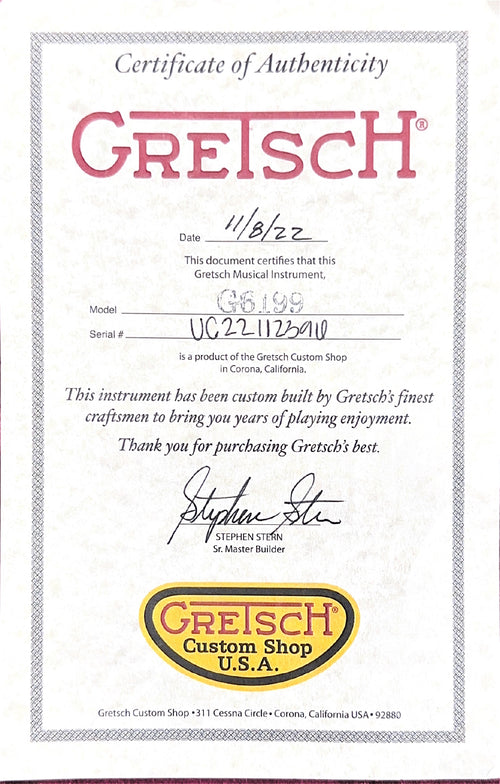 Certificate of Authenticity
GRETSCH®
Date 11/8/22
This document certifies that this
Gretsch Musical Instrument,
Model G6199
Serial #
is a product of the Gretsch Custom Shop
in Corona, California.
This instrument has been custom built by Gretsch's finest
craftsmen to bring you years of playing enjoyment.
Thank you for purchasing Gretsch's best.
Stephen Stern
STEPHEN STERN
Sr. Master Builder
GRETSCH®
Custom Shop
U.S.A.
Gretsch Custom Shop • 311 Cessna Circle • Corona, California USA • 92880